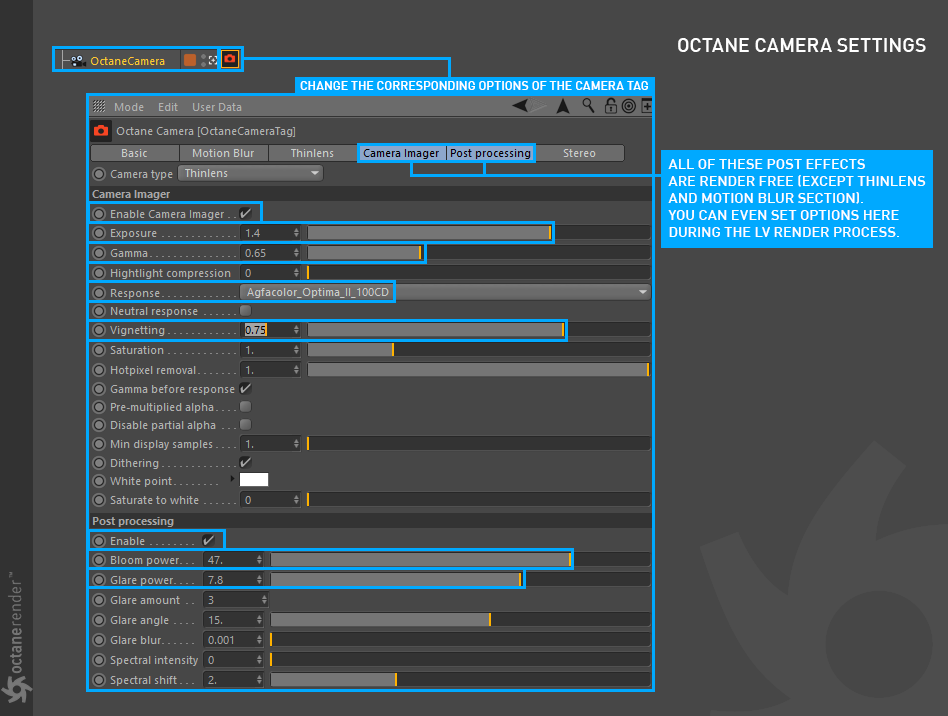 OCTANE CAMERA SETTINGS
OctaneCamera
CHANGE THE CORRESPONDING OPTIONS OF THE CAMERA TAG
Mode Edit User Data
Octane Camera [OctaneCameraTag]
Basic Motion Blur Thinlens Camera Imager Post processing Stereo
ALL OF THESE POST EFFECTS
ARE RENDER FREE (EXCEPT THINLENS
AND MOTION BLUR SECTION).
YOU CAN EVEN SET OPTIONS HERE
DURING THE LV RENDER PROCESS.
Camera type Thinlens
Camera Imager
Enable Camera Imager . . ✓
Exposure . . . . . . . . . . . . . 1.4
Gamma. . . . . . . . . . . . . . . 0.65
Hightlight compression 0
Response. . . . . . . . . . . . . Agfacolor_Optima_II_100CD
Neutral response . . . . . .
Vignetting . . . . . . . . . . . . 0.75
Saturation . . . . . . . . . . . . 1.
Hotpixel removal. . . . . . . 1.
Gamma before response ✓
Pre-multiplied alpha. . . .
Disable partial alpha . . . .
Min display samples. . . . 1.
Dithering . . . . . . . . . . . . . ✓
White point. . . . . . . .
Saturate to white . . . . . . 0
Post processing
Enable . . . . . . . . ✓
Bloom power. . . 47.
Glare power. . . . 7.8
Glare amount . . 3
Glare angle . . . . 15.
Glare blur. . . . . . 0.001
Spectral intensity 0
Spectral shift . . . 2.
octanerender™